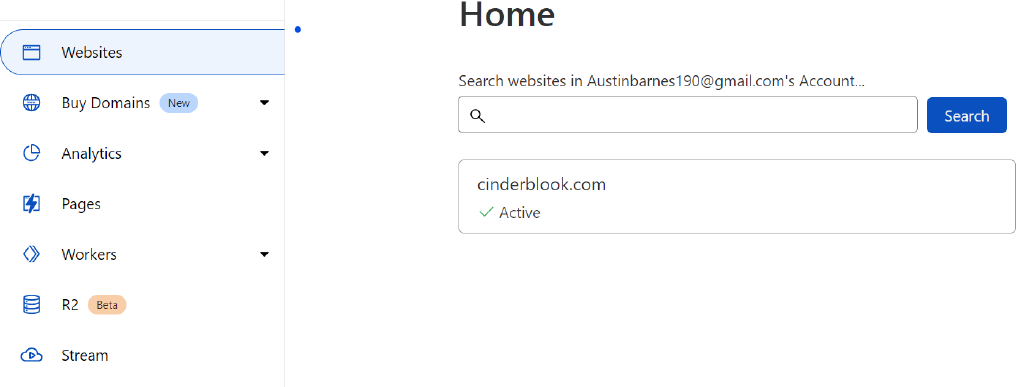 Home
Websites
Buy Domains New
Analytics
Pages
Workers
R2 Beta
Stream
Search websites in Austinbarnes190@gmail.com's Account...
Search
cinderblook.com
Active